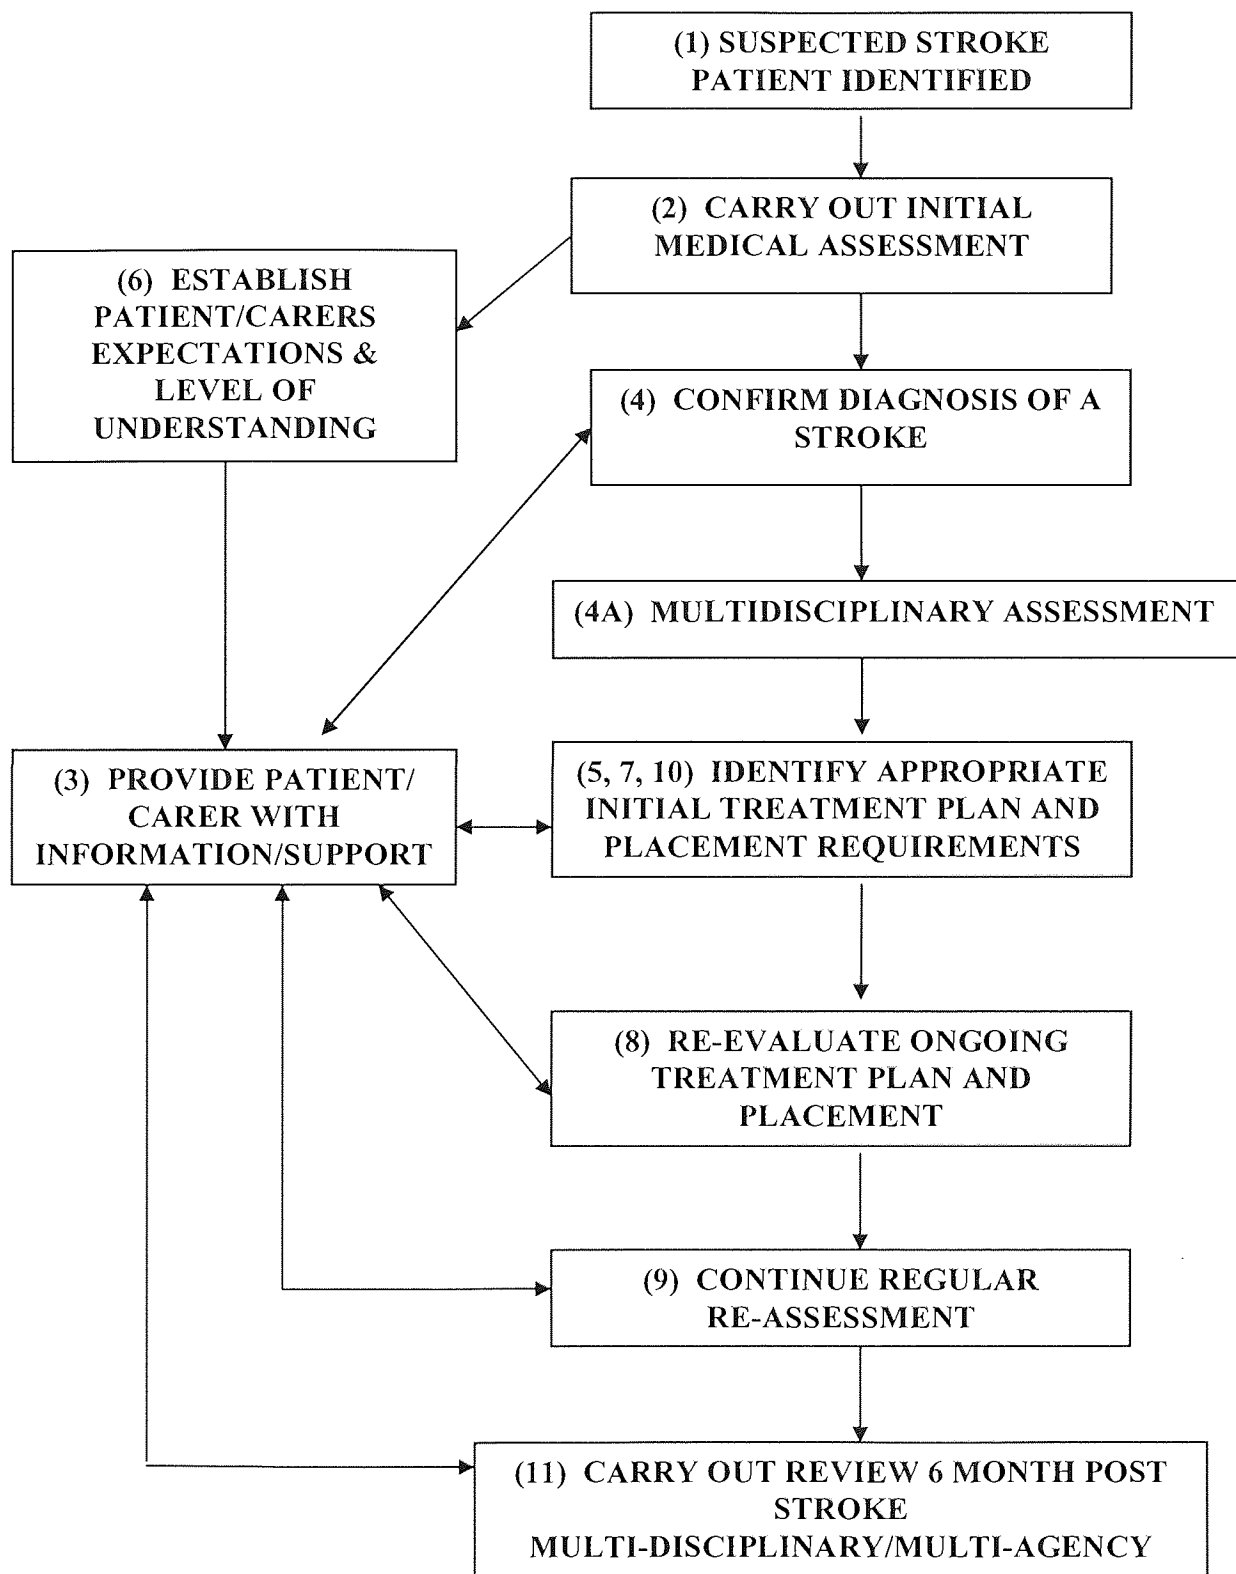 (1) SUSPECTED STROKE
PATIENT IDENTIFIED
(2) CARRY OUT INITIAL
MEDICAL ASSESSMENT
(6) ESTABLISH
PATIENT/CARERS
EXPECTATIONS &
LEVEL OF
UNDERSTANDING
(4) CONFIRM DIAGNOSIS OF A
STROKE
(4A) MULTIDISCIPLINARY ASSESSMENT
(3) PROVIDE PATIENT/
CARER WITH
INFORMATION/SUPPORT
(5, 7, 10) IDENTIFY APPROPRIATE
INITIAL TREATMENT PLAN AND
PLACEMENT REQUIREMENTS
(8) RE-EVALUATE ONGOING
TREATMENT PLAN AND
PLACEMENT
(9) CONTINUE REGULAR
RE-ASSESSMENT
(11) CARRY OUT REVIEW 6 MONTH POST
STROKE
MULTI-DISCIPLINARY/MULTI-AGENCY